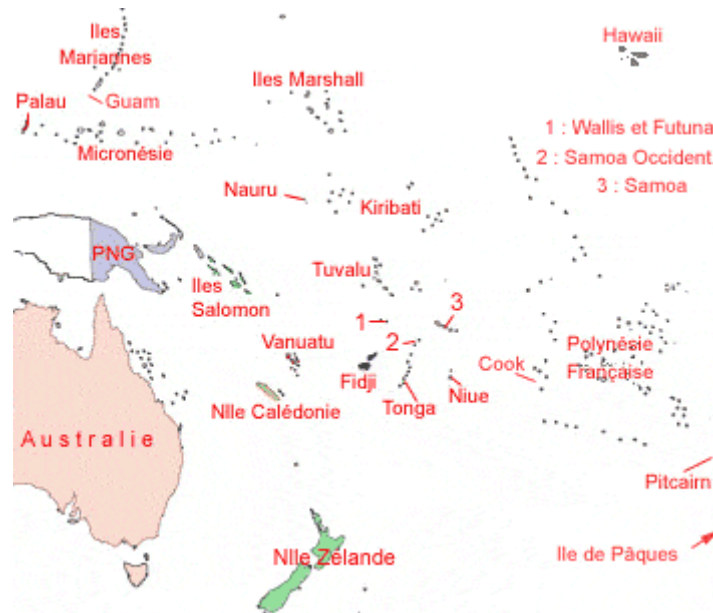 Iles
Mariannes
Hawaii
Iles Marshall
Palau
Guam
Micronésie
1 : Wallis et Futuna
2 : Samoa Occident
3 : Samoa
Nauru
Kiribati
PNG
Tuvalu
Iles
Salomon
1
3
2
Vanuatu
Fidji
Polynésie
Française
Cook
Niue
Tonga
Nlle Calédonie
Australie
Pitcairn
Nlle Zélande
Ile de Pâques